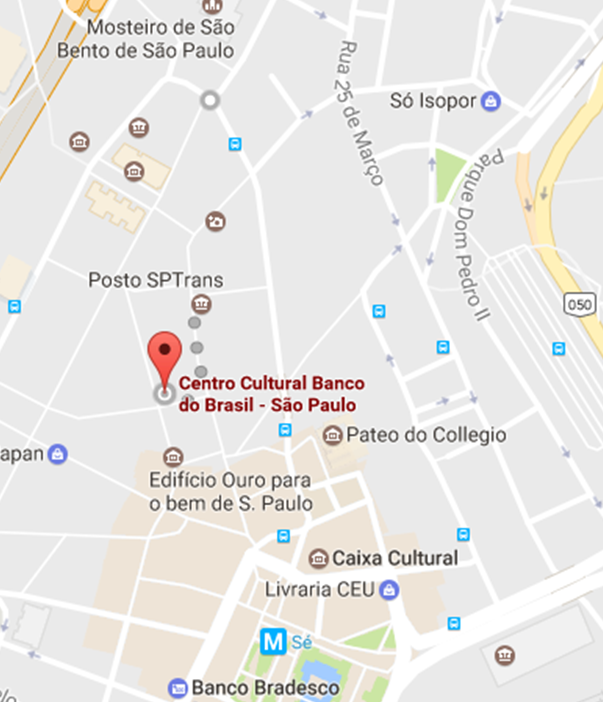 Mosteiro de São
Bento de São Paulo
Rua 25 de Março
Só Isopor
Parque Dom Pedro II
Posto SPTrans
050
Centro Cultural Banco
do Brasil - São Paulo
apan
Pateo do Collegio
Edifício Ouro para
o bem de S. Paulo
Caixa Cultural
Livraria CEU
M Sé
Banco Bradesco